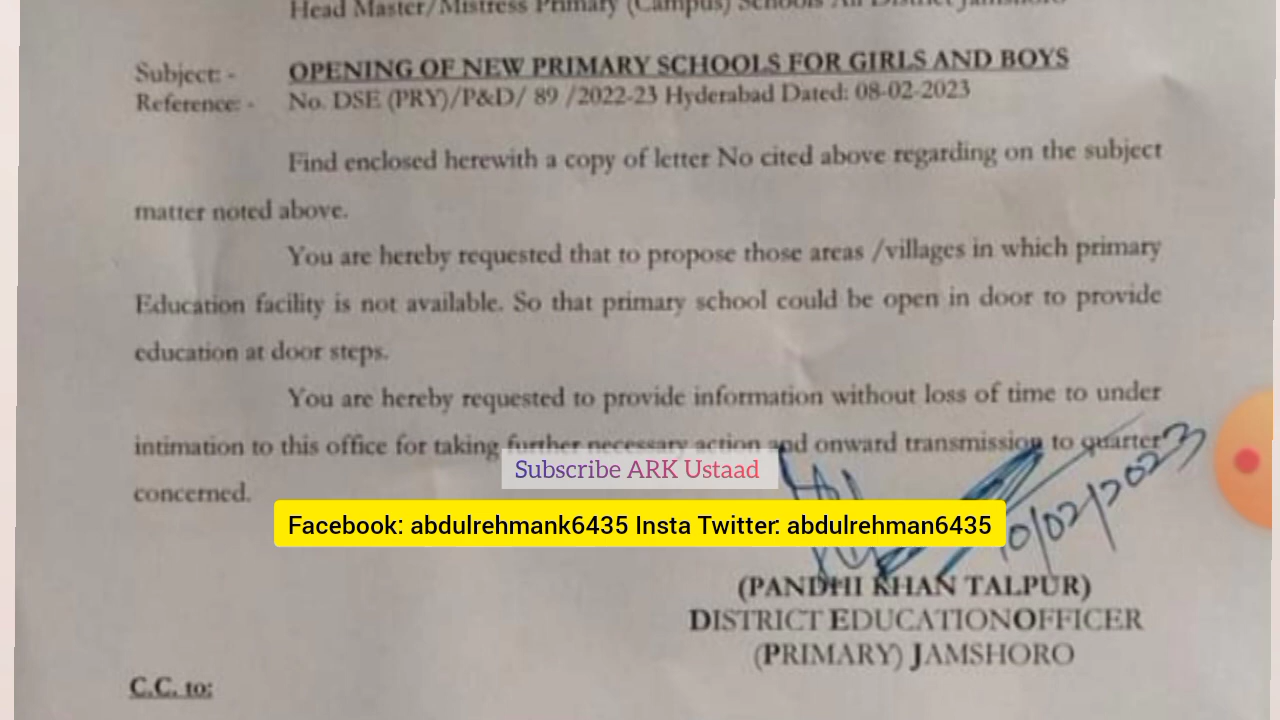 Head Master/Mistress Primary (Campus) Schools All District Jamshoro
Subject: - OPENING OF NEW PRIMARY SCHOOLS FOR GIRLS AND BOYS
Reference: - No. DSE (PRY)/P&D/ 89 /2022-23 Hyderabad Dated: 08-02-2023
Find enclosed herewith a copy of letter No cited above regarding on the subject
matter noted above.
You are hereby requested that to propose those areas /villages in which primary
Education facility is not available. So that primary school could be open in door to provide
education at door steps.
You are hereby requested to provide information without loss of time to under
intimation to this office for taking further necessary action and onward transmission to quarter
concerned.
Subscribe ARK Ustaad
Facebook: abdulrehmank6435 Insta Twitter: abdulrehman6435
10/02/2023
(PANDHI KHAN TALPUR)
DISTRICT EDUCATIONOFFICER
(PRIMARY) JAMSHORO
C.C. to: